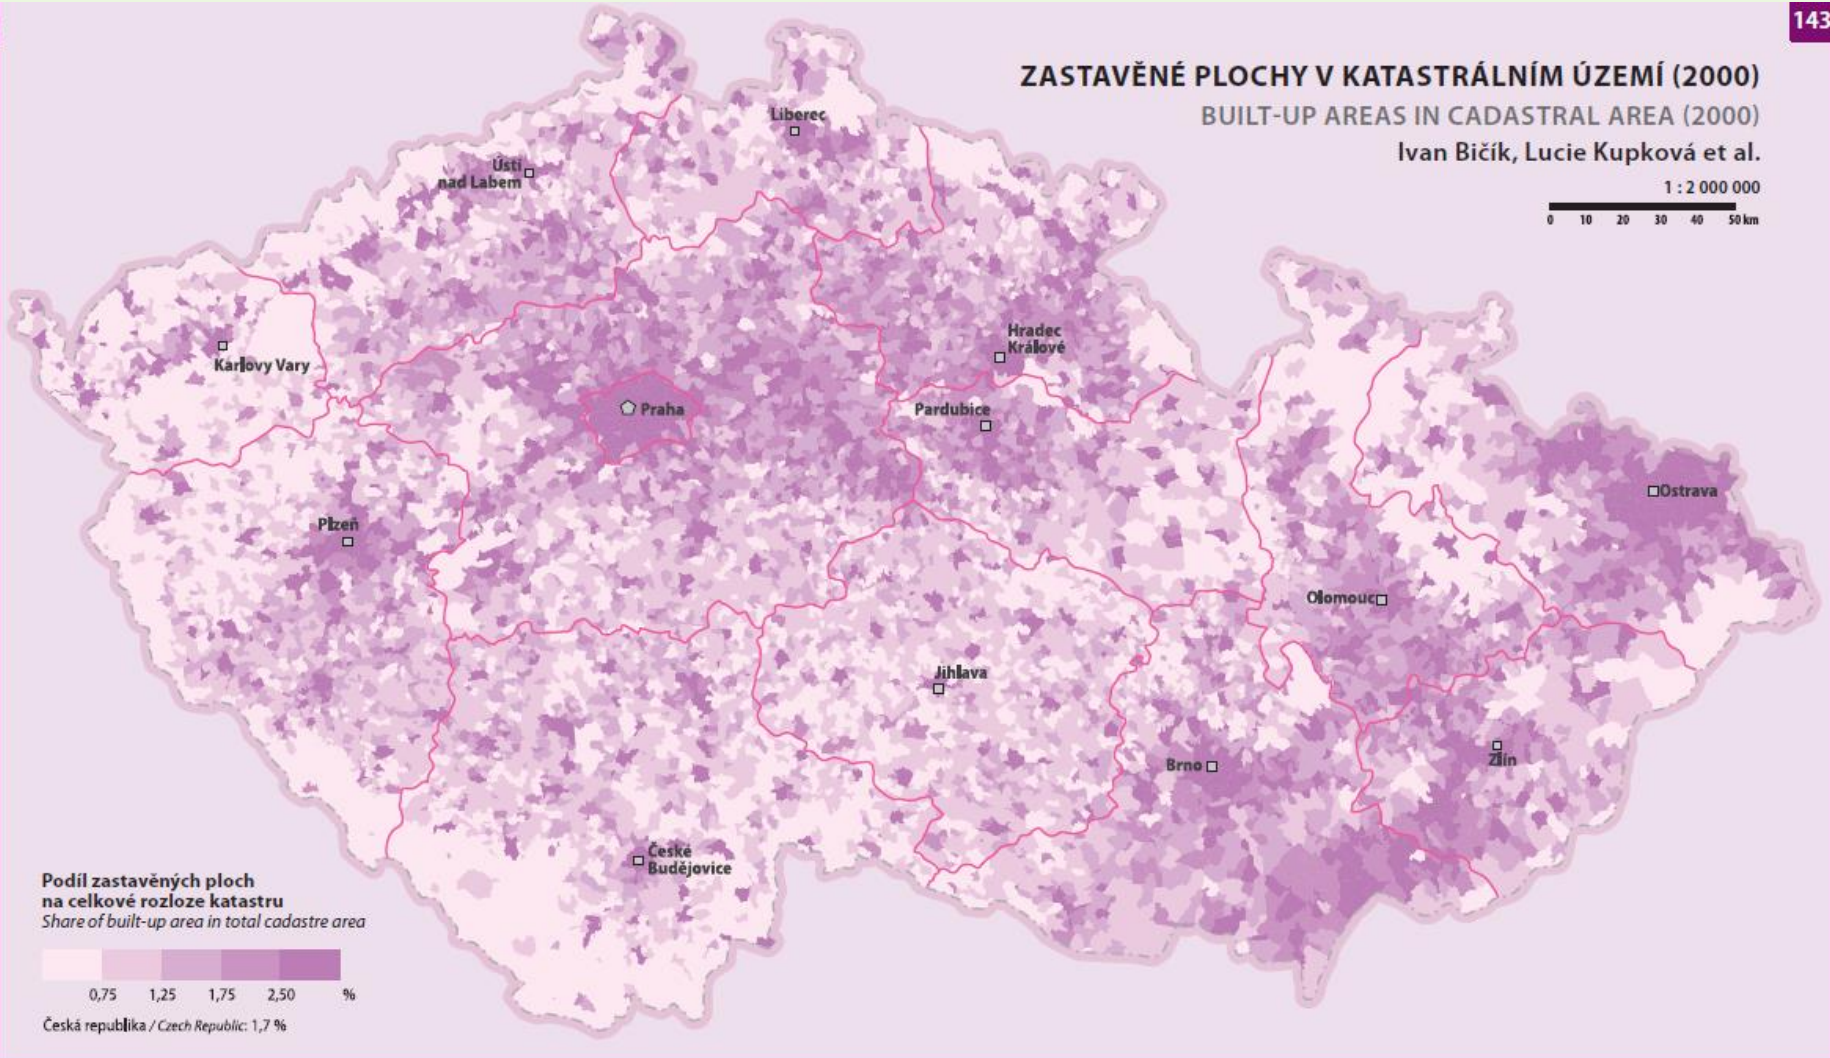 143
ZASTAVĚNÉ PLOCHY V KATASTRÁLNÍM ÚZEMÍ (2000)
BUILT-UP AREAS IN CADASTRAL AREA (2000)
Ivan Bičík, Lucie Kupková et al.
1 : 2 000 000
0 10 20 30 40 50 km
Liberec
Ústí
nad Labem
Karlovy Vary
Hradec
Králové
Praha
Pardubice
Ostrava
Plzeň
Olomouc
Jihlava
Brno
Zlín
České
Budějovice
Podíl zastavěných ploch
na celkové rozloze katastru
Share of built-up area in total cadastre area
0,75 1,25 1,75 2,50 %
Česká republika / Czech Republic: 1,7 %